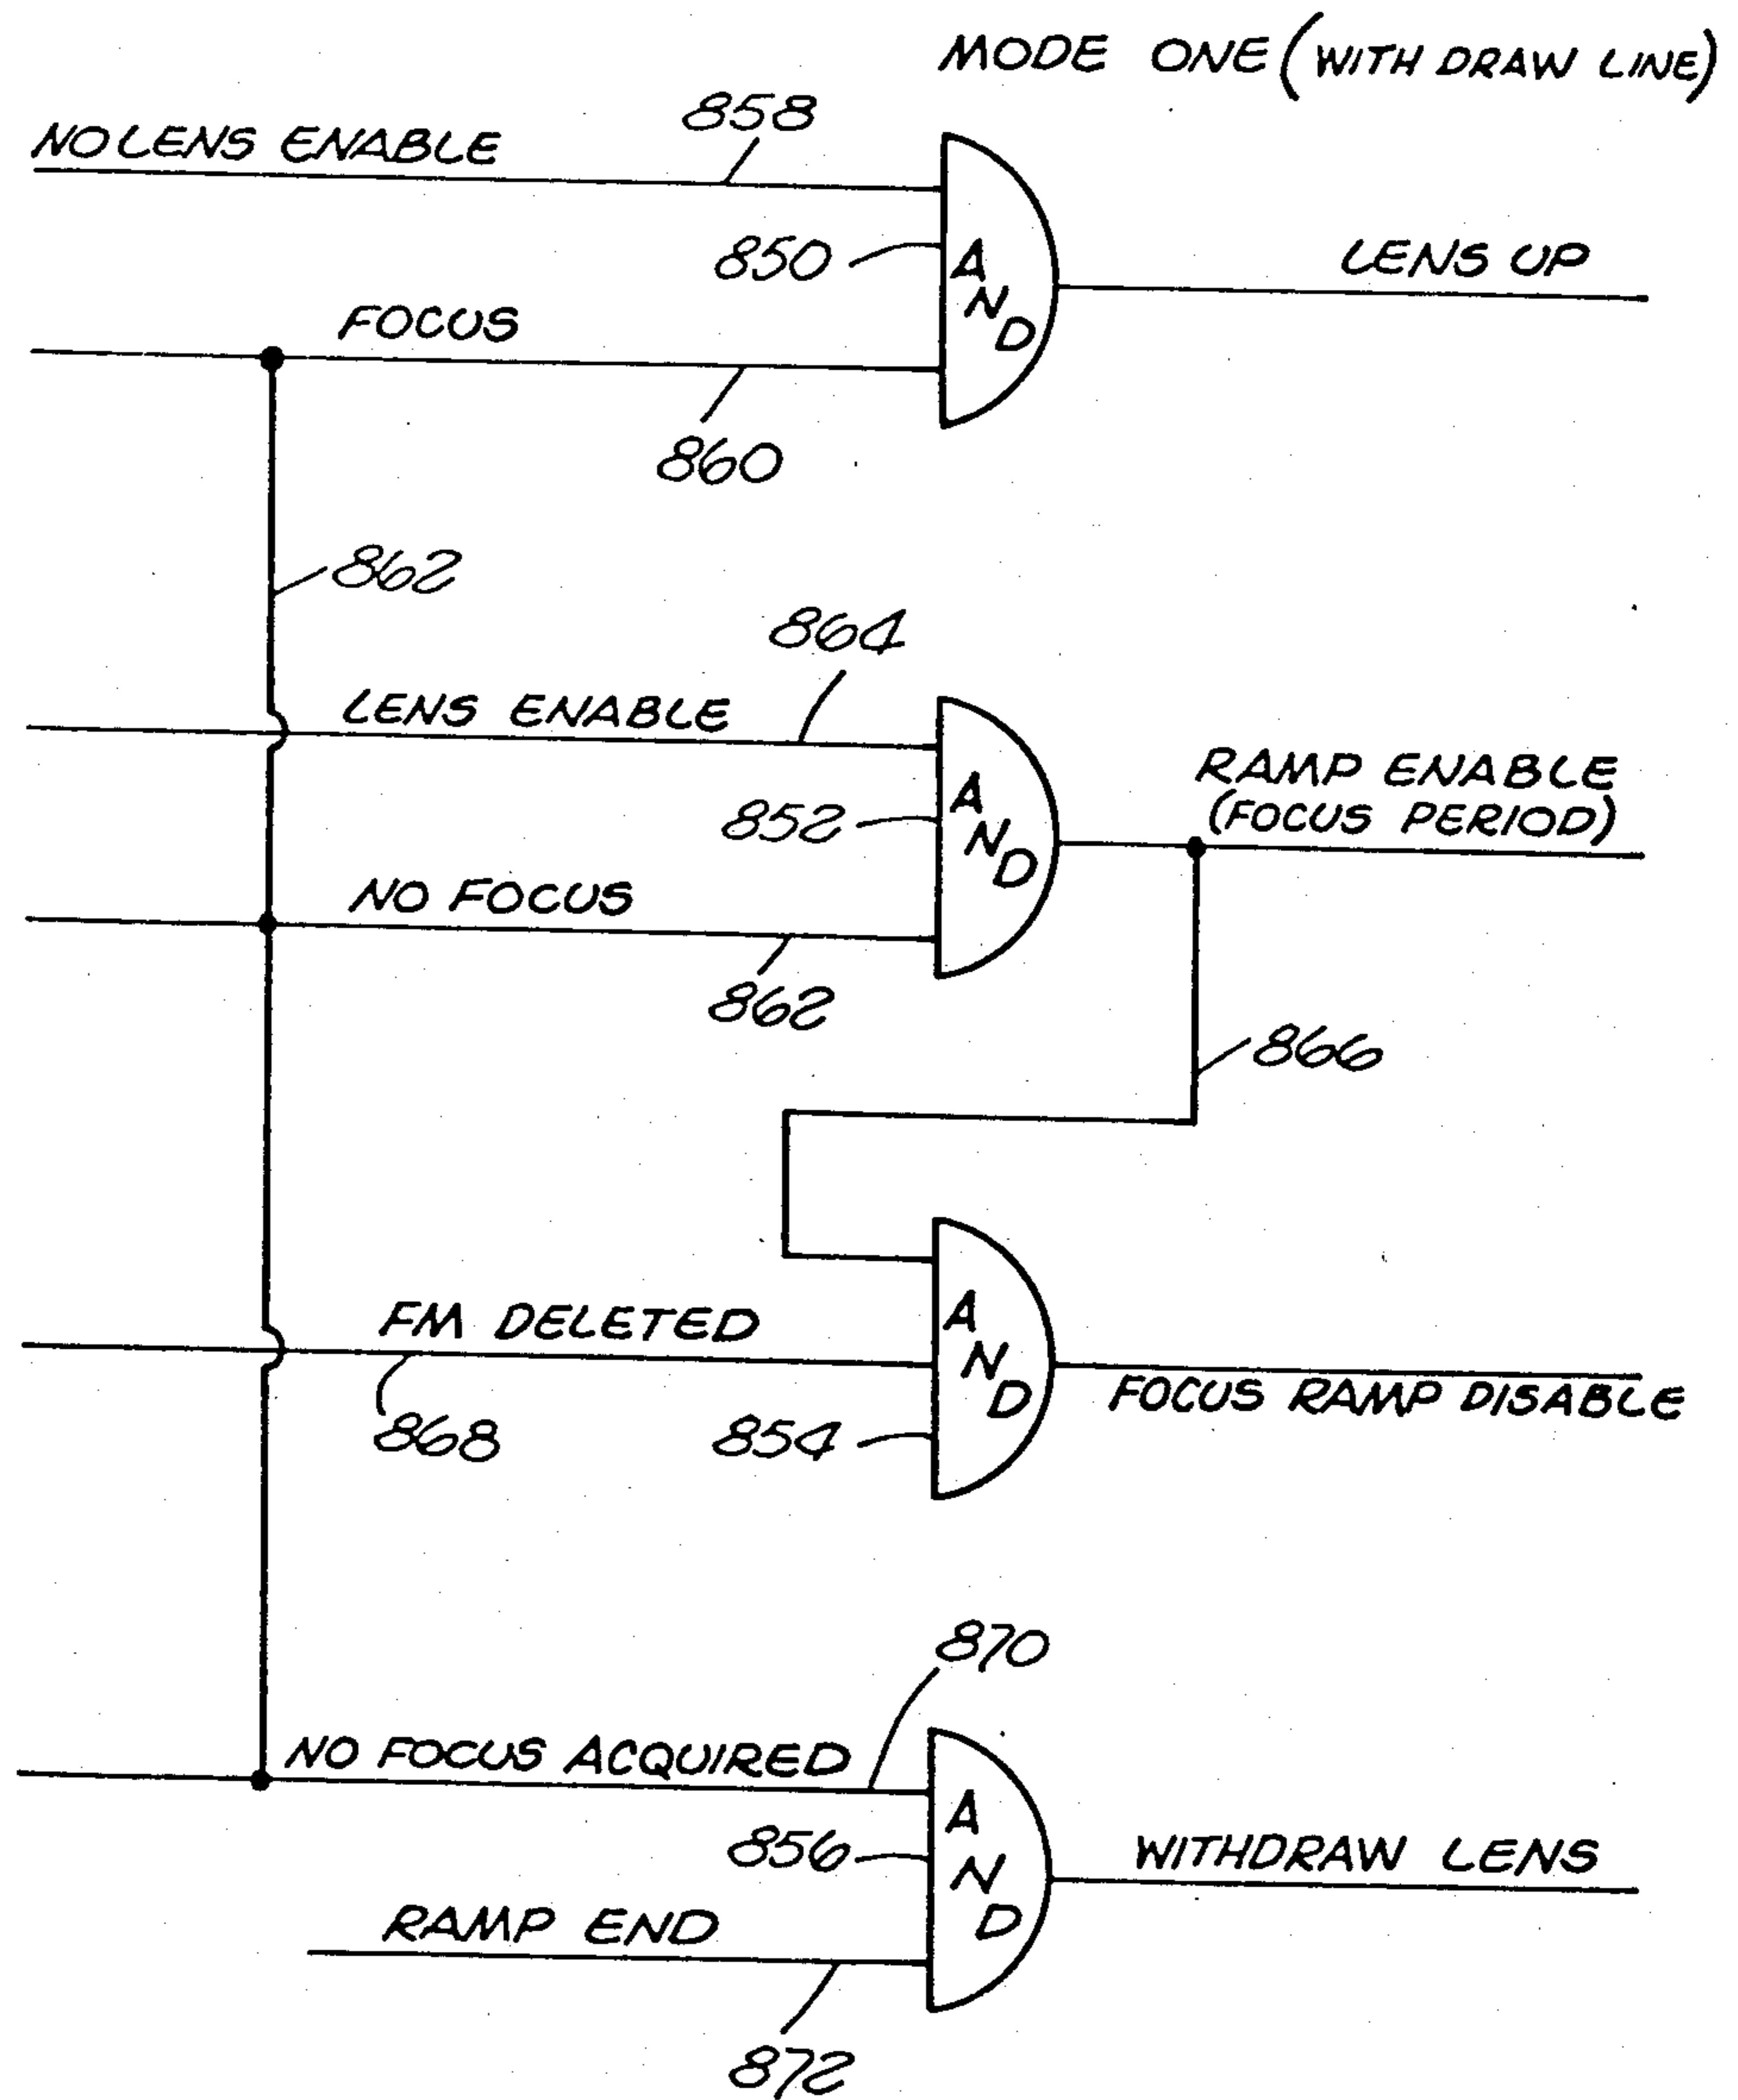 MODE ONE (WITH DRAW LINE)
858
NO LENS ENABLE
850
AND
LENS UP
FOCUS
860
862
864
LENS ENABLE
852
AND
RAMP ENABLE
(FOCUS PERIOD)
NO FOCUS
862
866
FM DELETED
868
854
AND
FOCUS RAMP DISABLE
870
NO FOCUS ACQUIRED
856
AND
WITHDRAW LENS
RAMP END
872